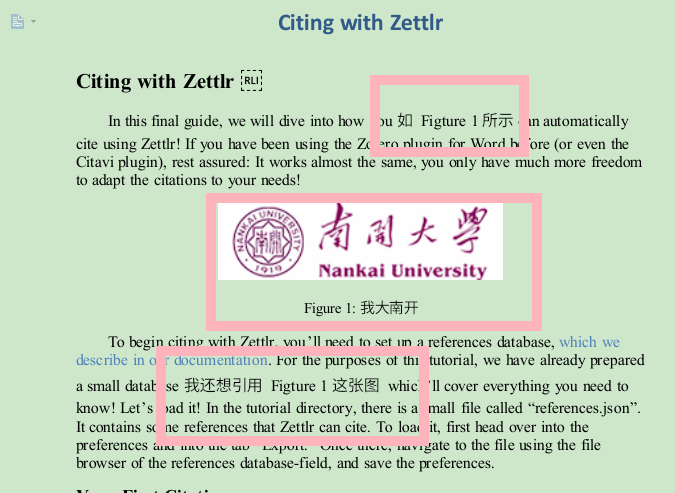 Citing with Zettlr
Citing with Zettlr RLI
In this final guide, we will dive into how you 如 Figture 1 所示 can automatically
cite using Zettlr! If you have been using the Zotero plugin for Word before (or even the
Citavi plugin), rest assured: It works almost the same, you only have much more freedom
to adapt the citations to your needs!
NANKAI UNIVERSITY
1919
南開大學
Nankai University
Figure 1: 我大南开
To begin citing with Zettlr, you’ll need to set up a references database, which we
describe in our documentation. For the purposes of this tutorial, we have already prepared
a small database 我还想引用 Figture 1 这张图 which’ll cover everything you need to
know! Let’s load it! In the tutorial directory, there is a small file called “references.json”.
It contains some references that Zettlr can cite. To load it, first head over into the
preferences and into the tab “Export.” Once there, navigate to the file using the file
browser of the references database-field, and save the preferences.
Your First Citation